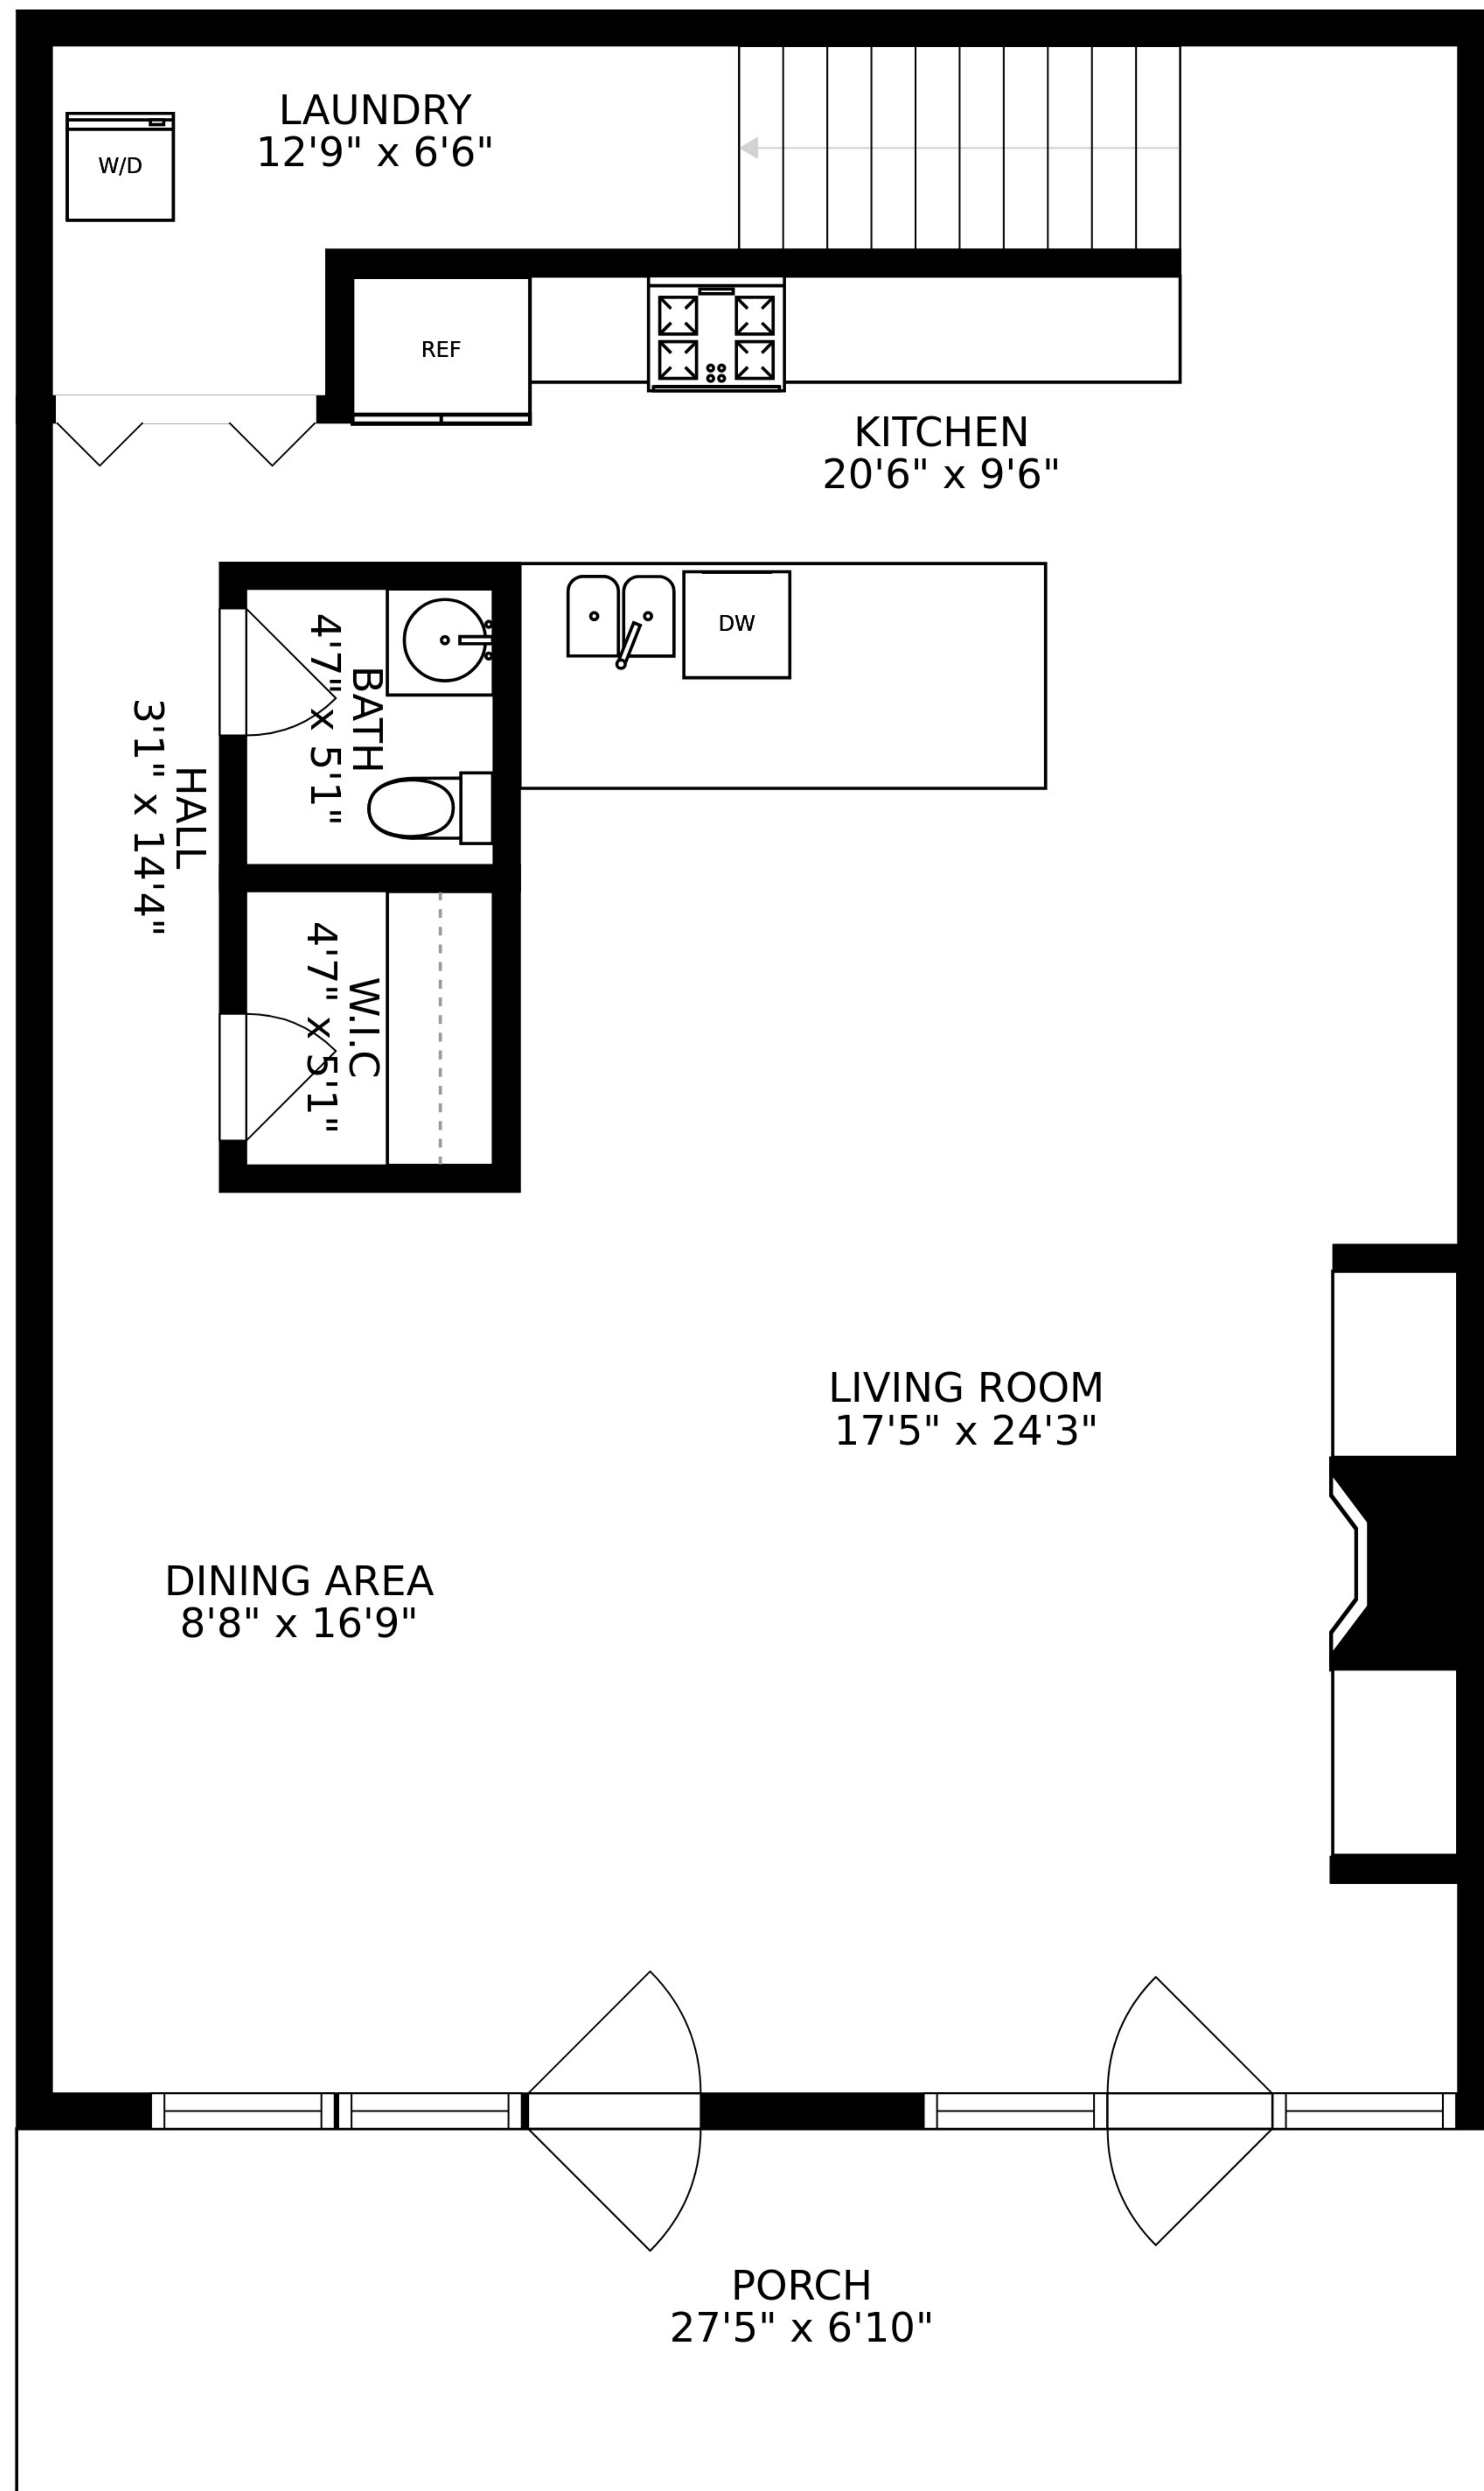 LAUNDRY
12'9" x 6'6"
W/D
REF
KITCHEN
20'6" x 9'6"
DW
BATH
4'7" x 5'1"
HALL
3'1" x 14'4"
W.I.C
4'7" x 5'1"
LIVING ROOM
17'5" x 24'3"
DINING AREA
8'8" x 16'9"
PORCH
27'5" x 6'10"